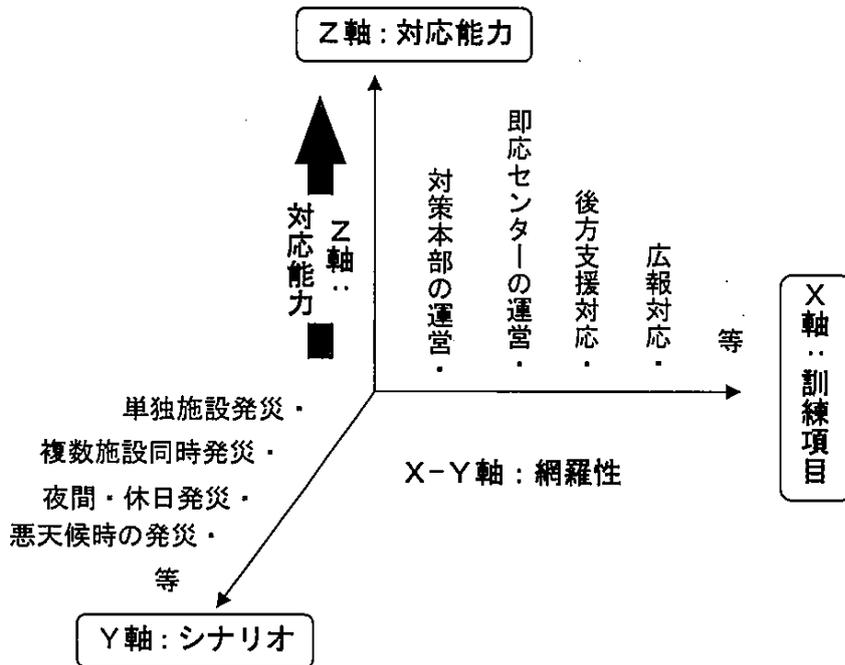 Z軸：対応能力
Z軸：
対応能力
対策本部の運営・
即応センターの運営・
後方支援対応・
広報対応・
等
X軸：訓練項目
単独施設発災・
複数施設同時発災・
夜間・休日発災・
悪天候時の発災・
等
X-Y軸：網羅性
Y軸：シナリオ